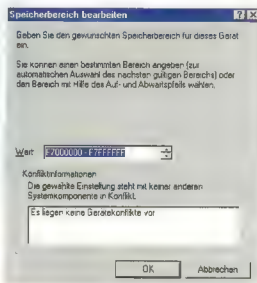 Speicherbereich bearbeiten
Geben Sie den gewünschten Speicherbereich für dieses Gerät
ein.
Sie können einen bestimmten Bereich angeben (zur
automatischen Auswahl des nächsten gültigen Bereichs) oder
den Bereich mit Hilfe des Auf- und Abwärtspfeils wählen.
Wert F7000000 - F7FFFFFF
Konfliktinformationen
Die gewählte Einstellung steht mit keiner anderen
Systemkomponente in Konflikt.
Es liegen keine Gerätekonflikte vor
OK Abbrechen